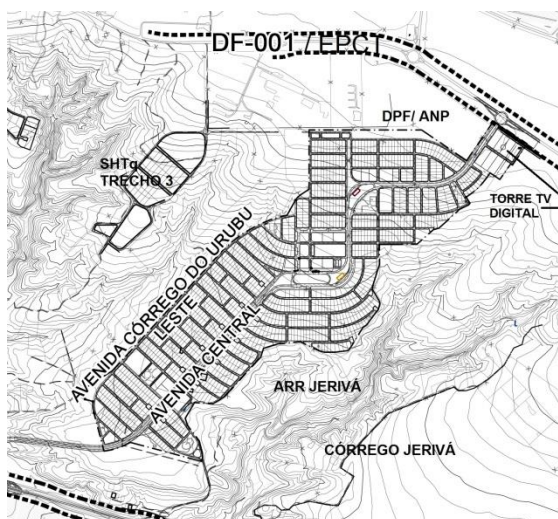 DF-001 / EPCT
DPF/ ANP
SHTq
TRECHO 3
TORRE TV
DIGITAL
AVENIDA CÓRREGO DO URUBU
LESTE
AVENIDA CENTRAL
ARR JERIVÁ
CÓRREGO JERIVÁ